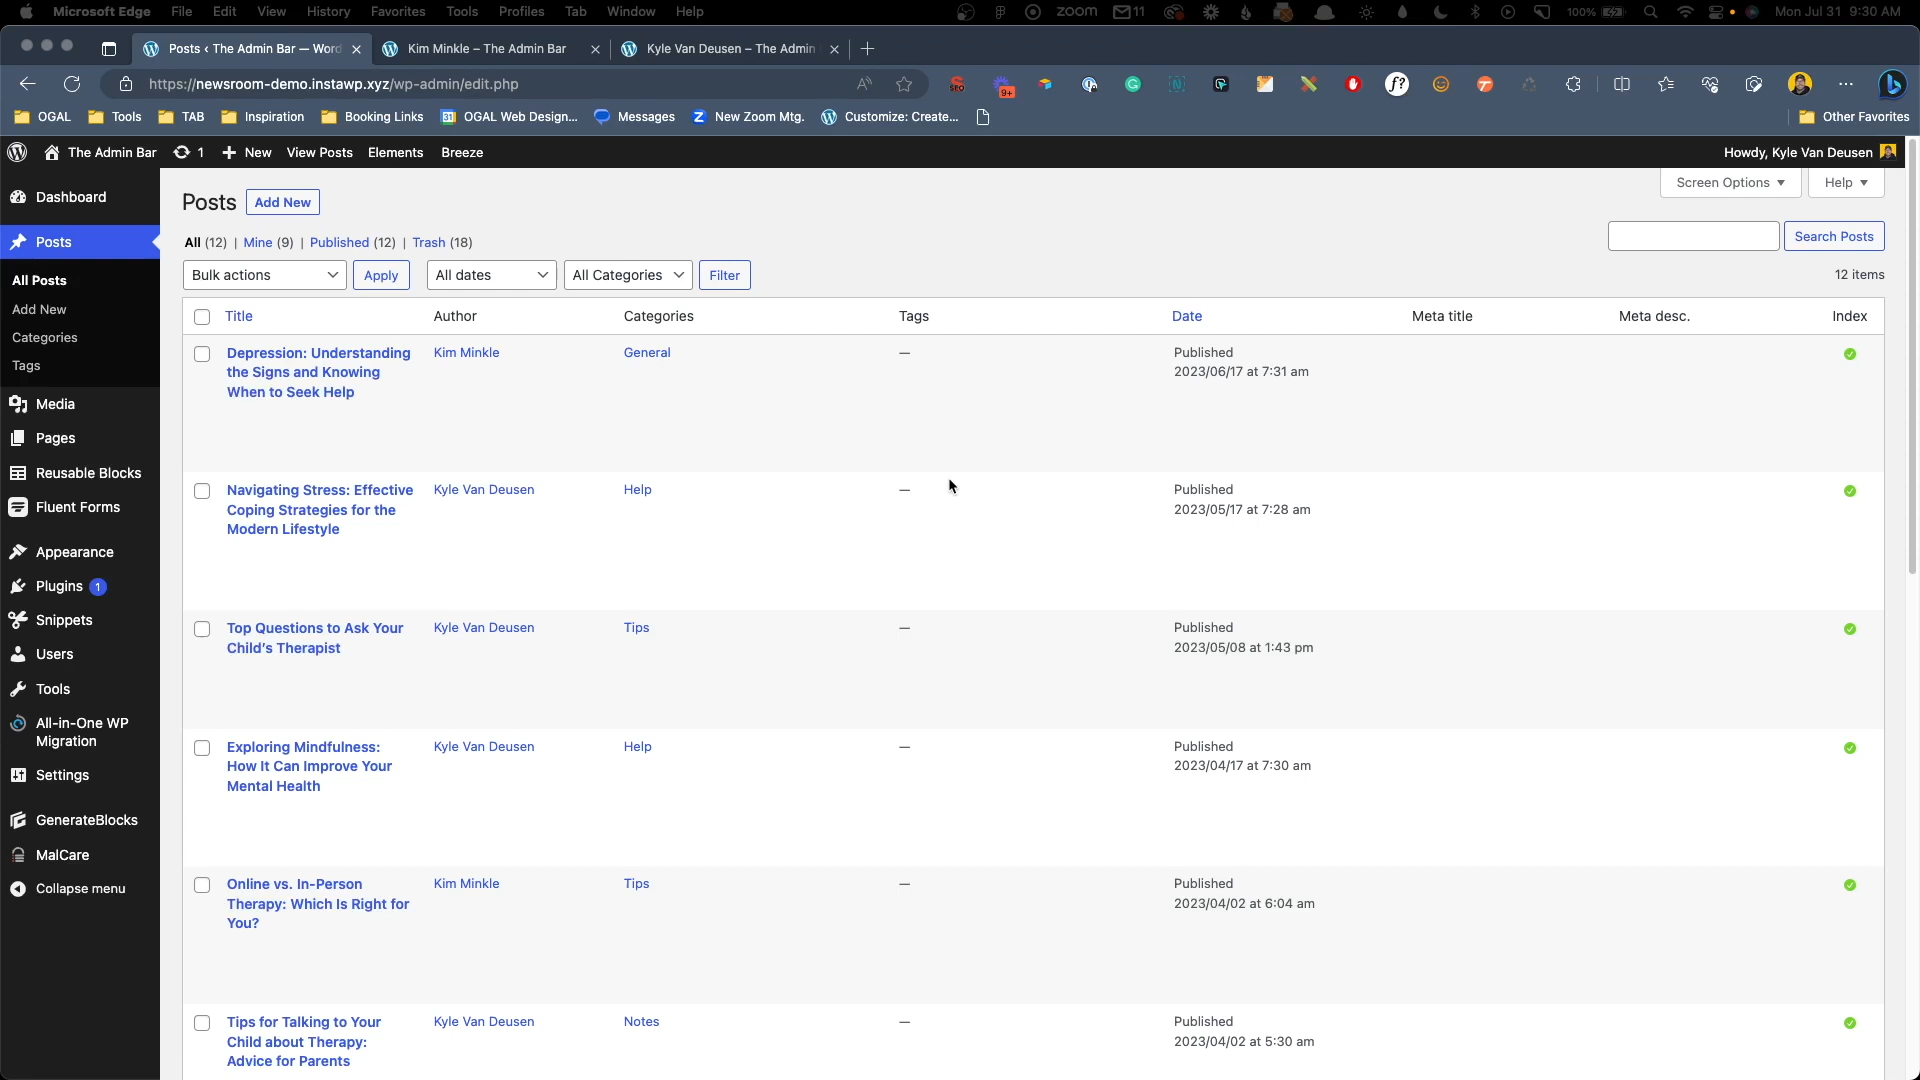 Microsoft Edge File Edit View History Favorites Tools Profiles Tab Window Help zoom 11 100% Mon Jul 31 9:30 AM
Posts ‹ The Admin Bar — Word Kim Minkle – The Admin Bar Kyle Van Deusen – The Admin
https://newsroom-demo.instawp.xyz/wp-admin/edit.php SEO 9+ f?
OGAL Tools TAB Inspiration Booking Links 31 OGAL Web Design... Messages Z New Zoom Mtg. Customize: Create... Other Favorites
The Admin Bar 1 New View Posts Elements Breeze Howdy, Kyle Van Deusen
Dashboard
Posts
All Posts
Add New
Categories
Tags
Media
Pages
Reusable Blocks
Fluent Forms
Appearance
Plugins 1
Snippets
Users
Tools
All-in-One WP
Migration
Settings
GenerateBlocks
MalCare
Collapse menu
Screen Options Help
Posts Add New
All (12) | Mine (9) | Published (12) | Trash (18)
Search Posts
Bulk actions Apply All dates All Categories Filter 12 items
Title Author Categories Tags Date Meta title Meta desc. Index
Depression: Understanding Kim Minkle General — Published
the Signs and Knowing 2023/06/17 at 7:31 am
When to Seek Help
Navigating Stress: Effective Kyle Van Deusen Help — Published
Coping Strategies for the 2023/05/17 at 7:28 am
Modern Lifestyle
Top Questions to Ask Your Kyle Van Deusen Tips — Published
Child’s Therapist 2023/05/08 at 1:43 pm
Exploring Mindfulness: Kyle Van Deusen Help — Published
How It Can Improve Your 2023/04/17 at 7:30 am
Mental Health
Online vs. In-Person Kim Minkle Tips — Published
Therapy: Which Is Right for 2023/04/02 at 6:04 am
You?
Tips for Talking to Your Kyle Van Deusen Notes — Published
Child about Therapy: 2023/04/02 at 5:30 am
Advice for Parents